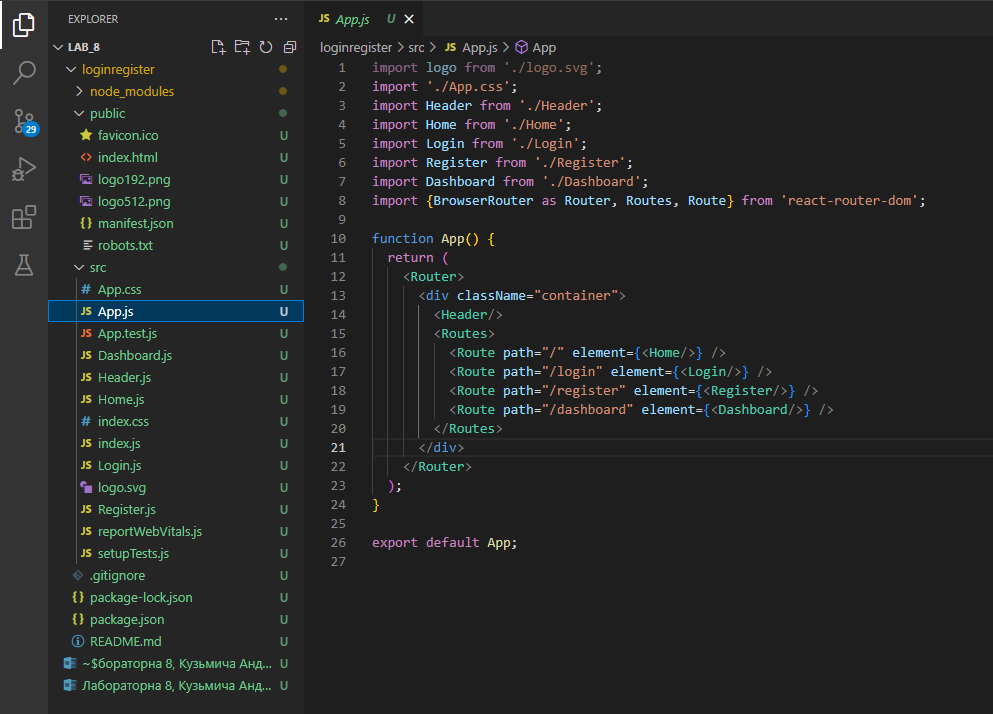 EXPLORER
LAB_8
loginregister
node_modules
public
favicon.ico U
index.html U
logo192.png U
logo512.png U
manifest.json U
robots.txt U
src
App.css U
App.js U
App.test.js U
Dashboard.js U
Header.js U
Home.js U
index.css U
index.js U
Login.js U
logo.svg U
Register.js U
reportWebVitals.js U
setupTests.js U
.gitignore U
package-lock.json U
package.json U
README.md U
~$бораторна 8, Кузьмича Анд... U
Лабораторна 8, Кузьмича Анд... U
29
JS App.js U
loginregister > src > JS App.js > App
1 import logo from './logo.svg';
2 import './App.css';
3 import Header from './Header';
4 import Home from './Home';
5 import Login from './Login';
6 import Register from './Register';
7 import Dashboard from './Dashboard';
8 import {BrowserRouter as Router, Routes, Route} from 'react-router-dom';
9
10 function App() {
11 return (
12 <Router>
13 <div className="container">
14 <Header/>
15 <Routes>
16 <Route path="/" element={<Home/>} />
17 <Route path="/login" element={<Login/>} />
18 <Route path="/register" element={<Register/>} />
19 <Route path="/dashboard" element={<Dashboard/>} />
20 </Routes>
21 </div>
22 </Router>
23 );
24 }
25
26 export default App;
27